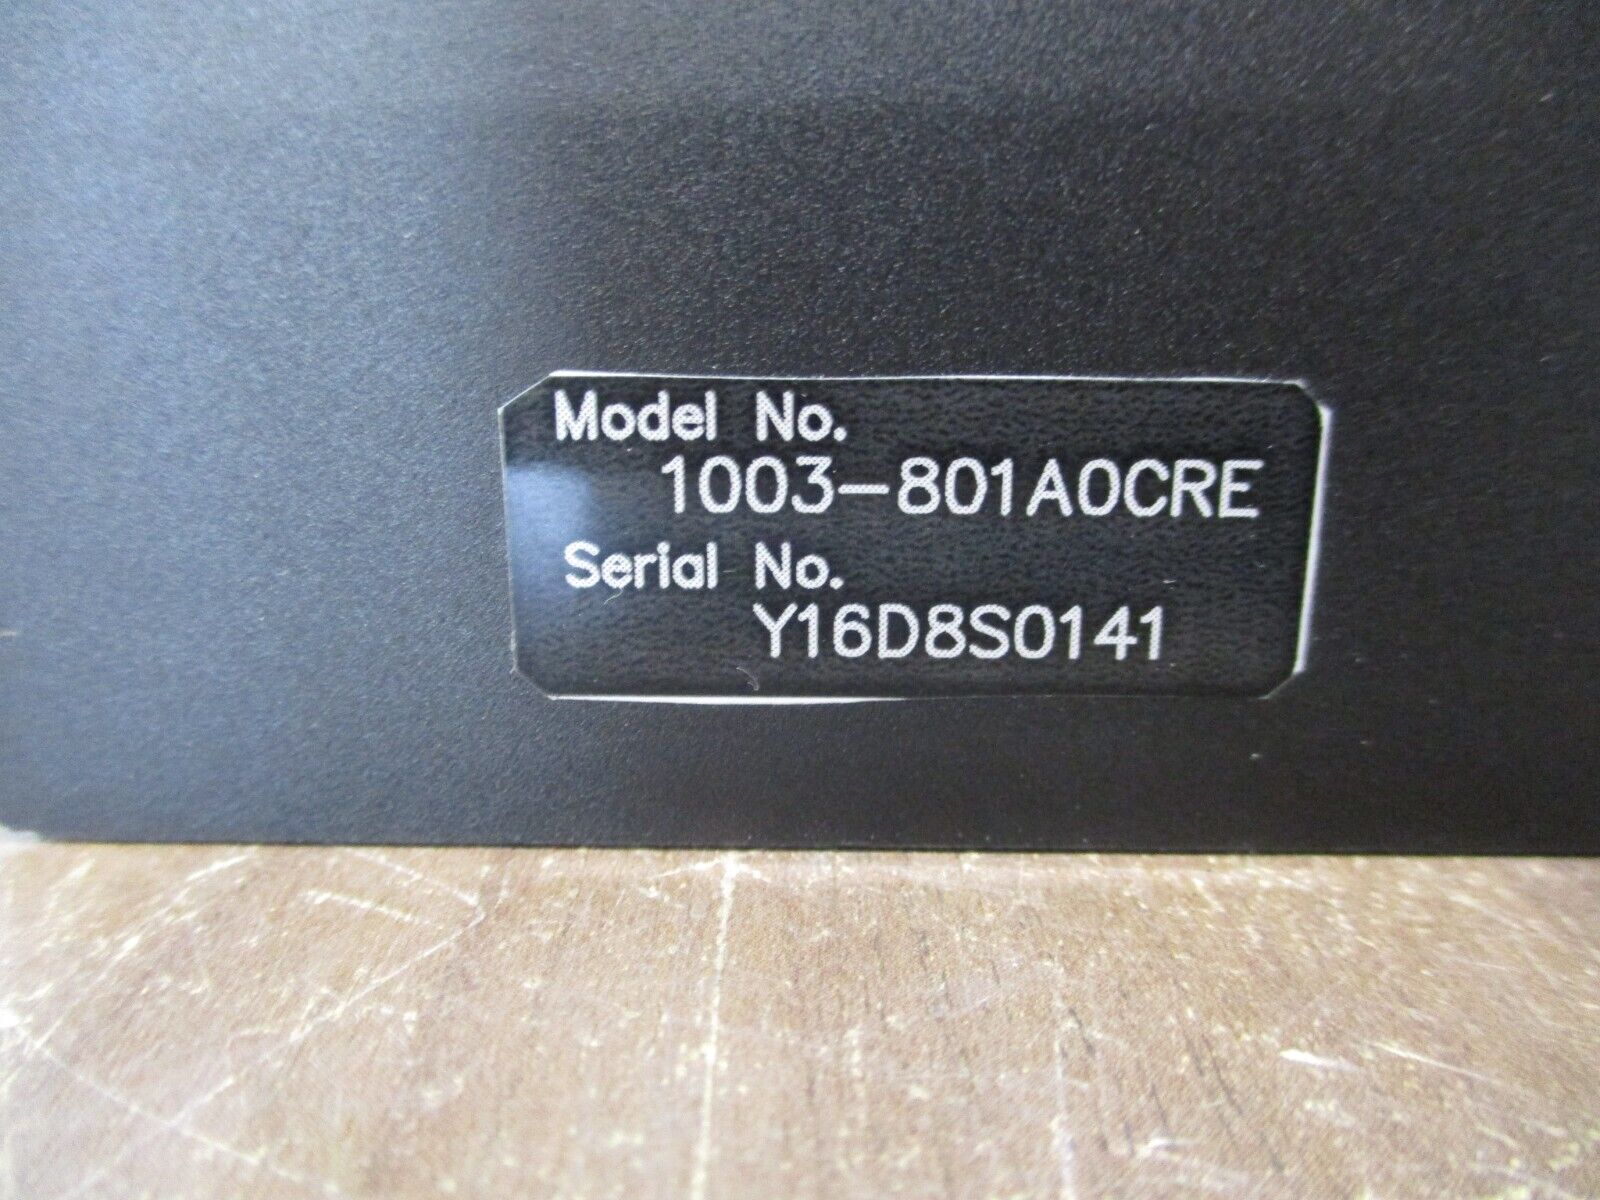 Model No.
1003-801A0CRE
Serial No.
Y16D8S0141